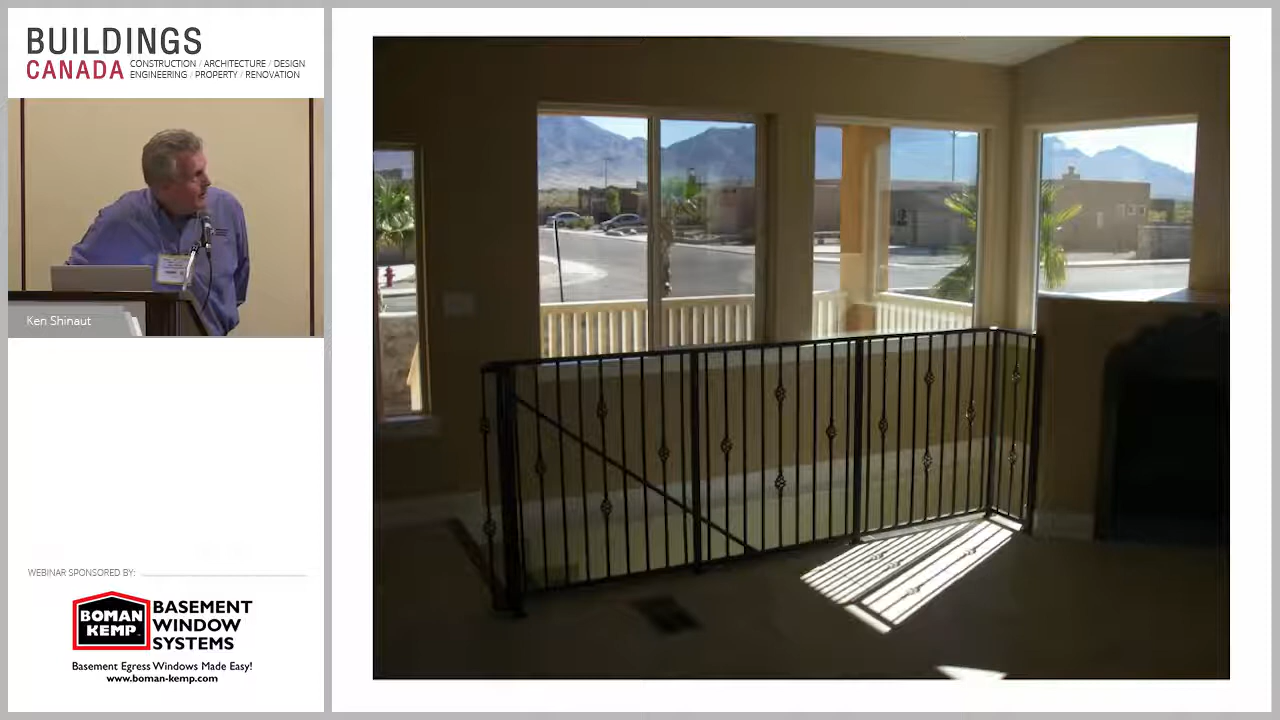 BUILDINGS
CANADA
CONSTRUCTION / ARCHITECTURE / DESIGN
ENGINEERING / PROPERTY / RENOVATION
Ken Shinaut
WEBINAR SPONSORED BY:
BOMAN
KEMP
BASEMENT
WINDOW
SYSTEMS
Basement Egress Windows Made Easy!
www.boman-kemp.com